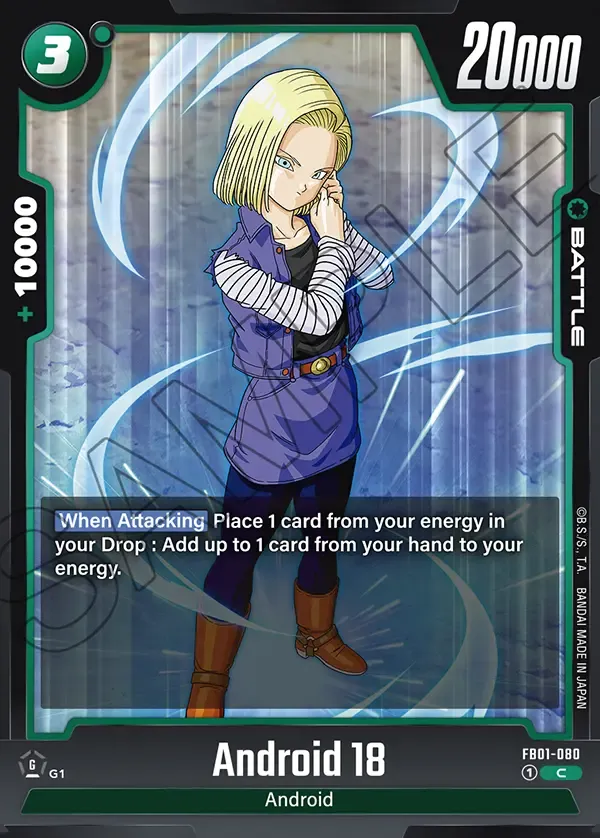 3
20000
+ 10000
BATTLE
SAMPLE
When Attacking Place 1 card from your energy in
your Drop : Add up to 1 card from your hand to your
energy.
©B.S./S., T.A. BANDAI MADE IN JAPAN
Android 18
FB01-080
G G1
1 C
Android